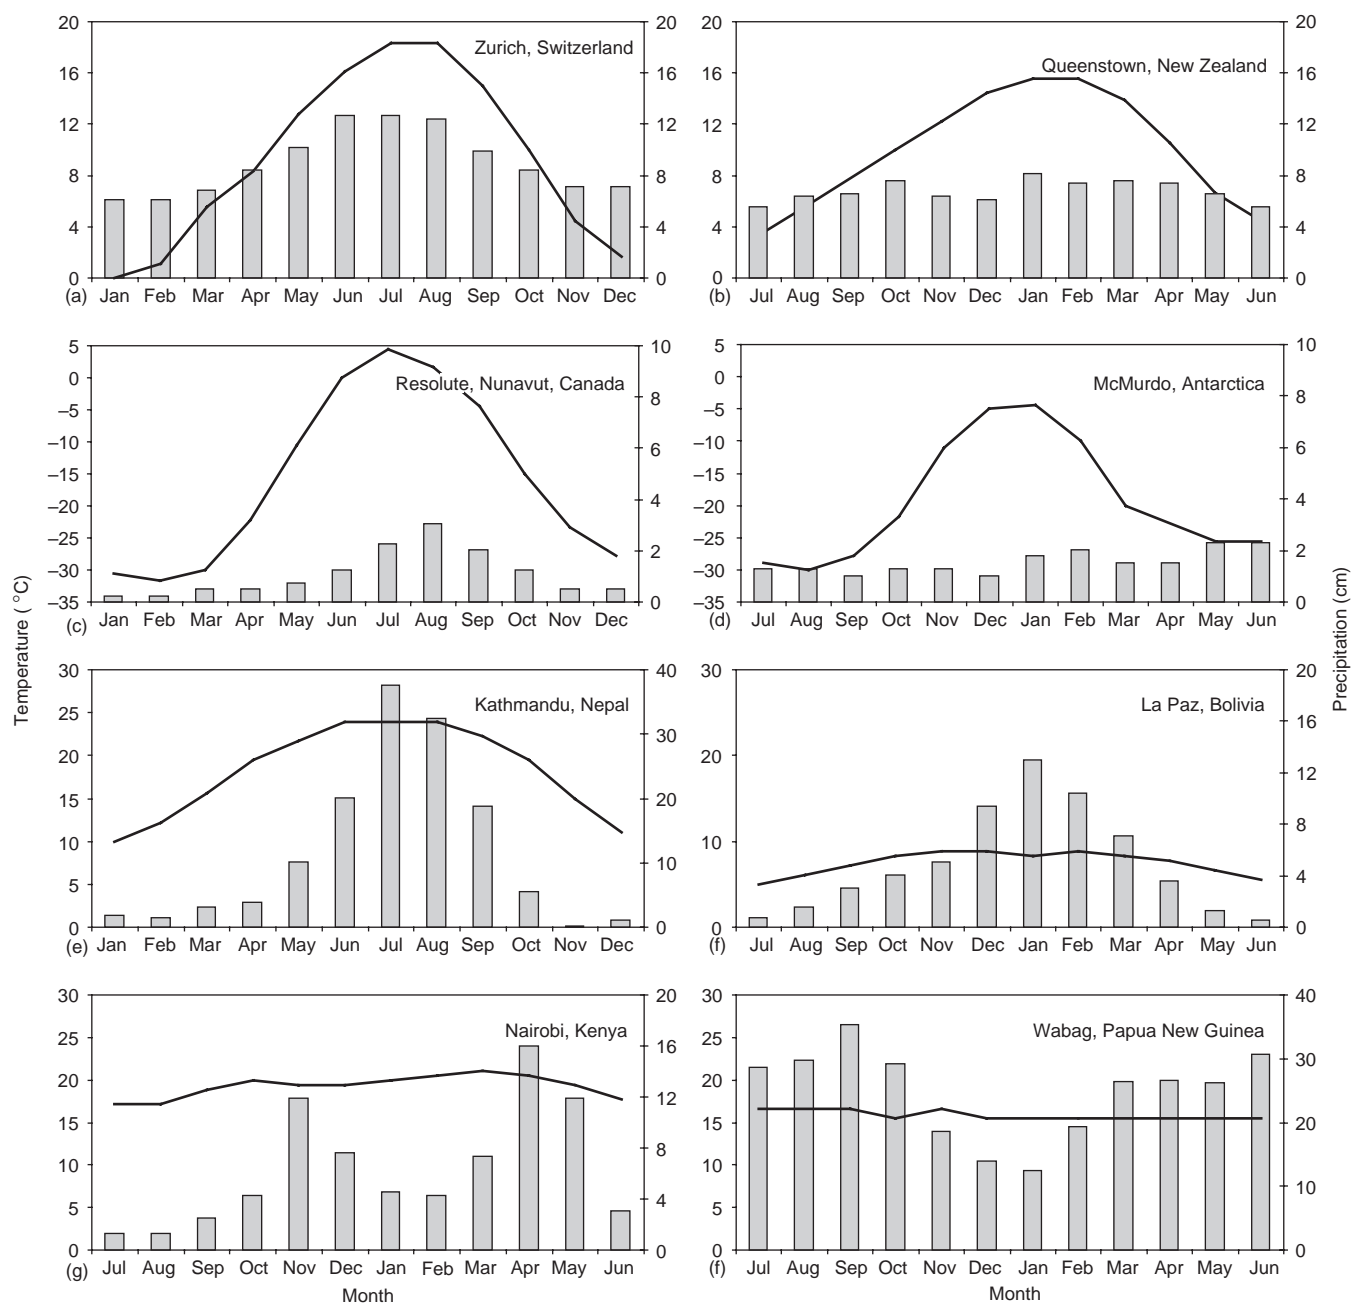 Temperature ( °C)
Precipitation (cm)
Zurich, Switzerland
20 16 12 8 4 0
20 16 12 8 4 0
(a) Jan Feb Mar Apr May Jun Jul Aug Sep Oct Nov Dec
Queenstown, New Zealand
20 16 12 8 4 0
20 16 12 8 4 0
(b) Jul Aug Sep Oct Nov Dec Jan Feb Mar Apr May Jun
Resolute, Nunavut, Canada
5 0 –5 –10 –15 –20 –25 –30 –35
10 8 6 4 2 0
(c) Jan Feb Mar Apr May Jun Jul Aug Sep Oct Nov Dec
McMurdo, Antarctica
5 0 –5 –10 –15 –20 –25 –30 –35
10 8 6 4 2 0
(d) Jul Aug Sep Oct Nov Dec Jan Feb Mar Apr May Jun
Kathmandu, Nepal
30 25 20 15 10 5 0
40 30 20 10 0
(e) Jan Feb Mar Apr May Jun Jul Aug Sep Oct Nov Dec
La Paz, Bolivia
30 20 10 0
20 16 12 8 4 0
(f) Jul Aug Sep Oct Nov Dec Jan Feb Mar Apr May Jun
Nairobi, Kenya
30 25 20 15 10 5 0
20 16 12 8 4 0
(g) Jul Aug Sep Oct Nov Dec Jan Feb Mar Apr May Jun
Month
Wabag, Papua New Guinea
30 25 20 15 10 5 0
40 30 20 10 0
(f) Jul Aug Sep Oct Nov Dec Jan Feb Mar Apr May Jun
Month